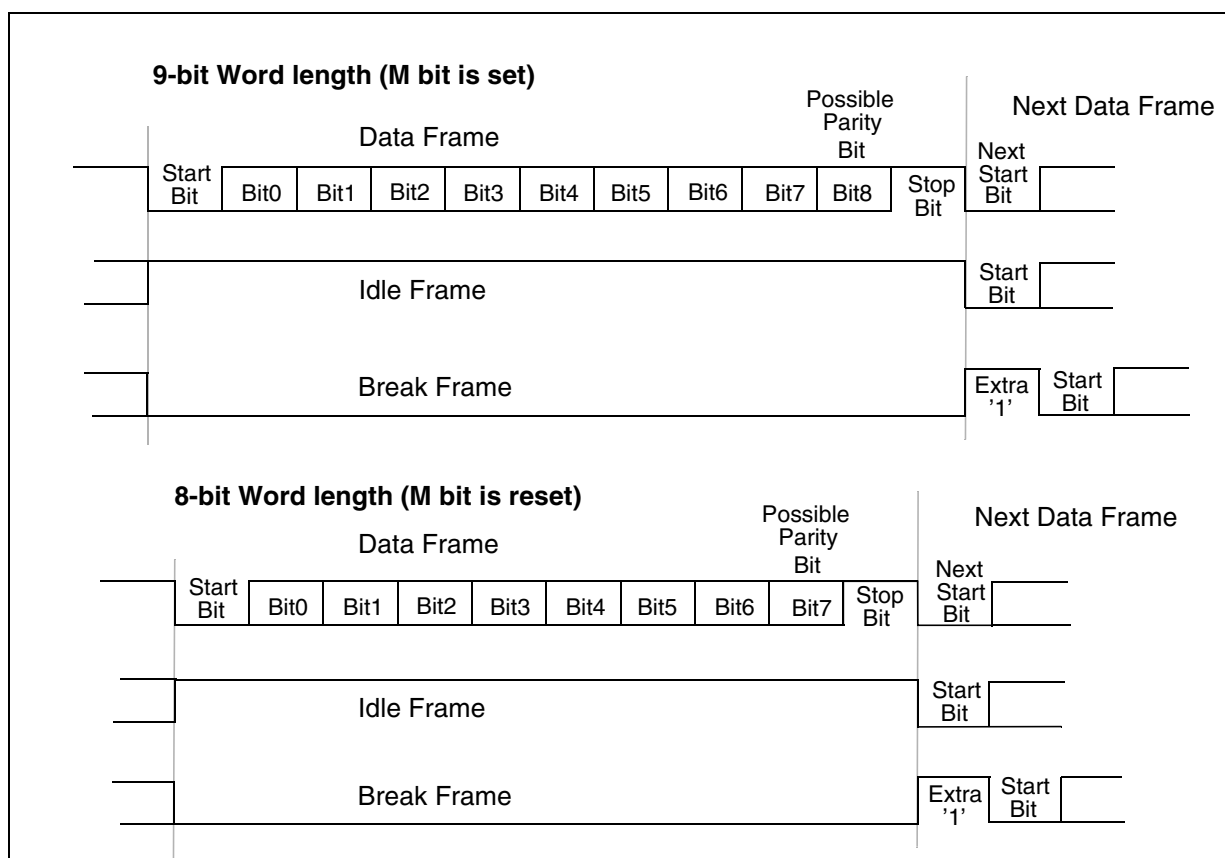 9-bit Word length (M bit is set)
Data Frame
Possible
Parity
Bit
Next Data Frame
Start
Bit
Bit0
Bit1
Bit2
Bit3
Bit4
Bit5
Bit6
Bit7
Bit8
Stop
Bit
Next
Start
Bit
Idle Frame
Start
Bit
Break Frame
Extra
'1'
Start
Bit
8-bit Word length (M bit is reset)
Data Frame
Possible
Parity
Bit
Next Data Frame
Start
Bit
Bit0
Bit1
Bit2
Bit3
Bit4
Bit5
Bit6
Bit7
Stop
Bit
Next
Start
Bit
Idle Frame
Start
Bit
Break Frame
Extra
'1'
Start
Bit